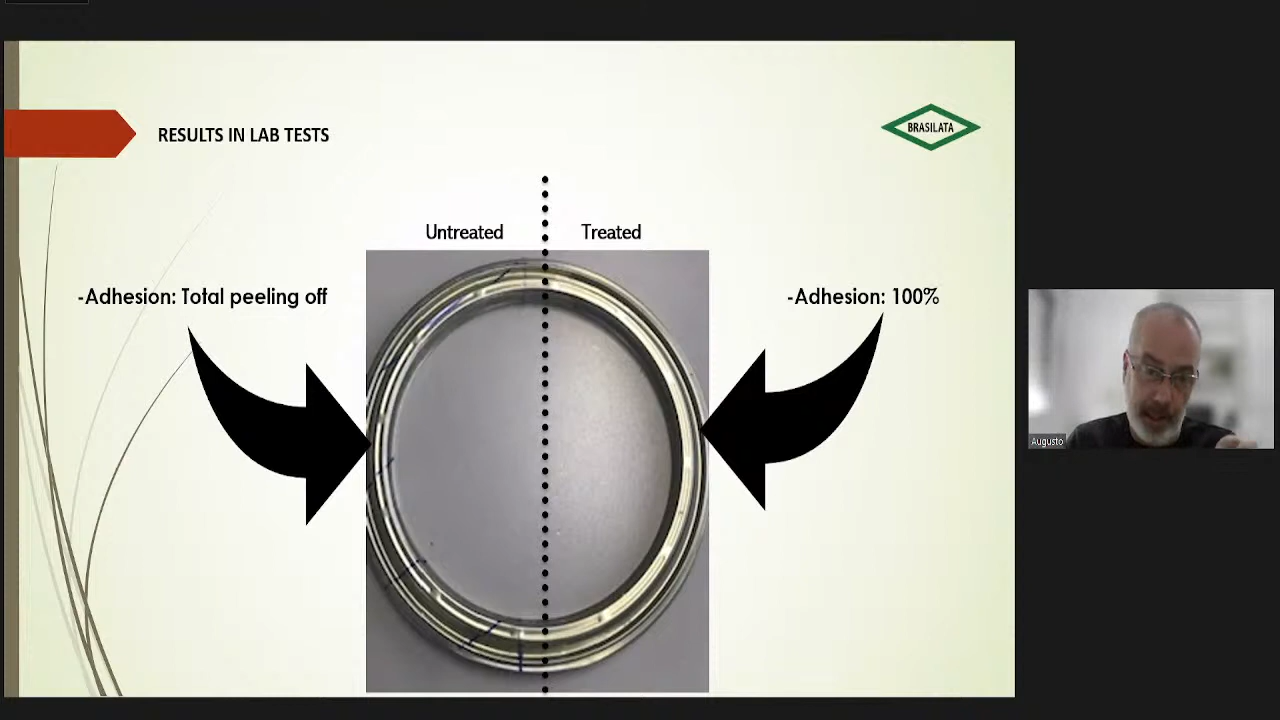 RESULTS IN LAB TESTS
BRASILATA
Untreated
Treated
-Adhesion: Total peeling off
-Adhesion: 100%
Augusto